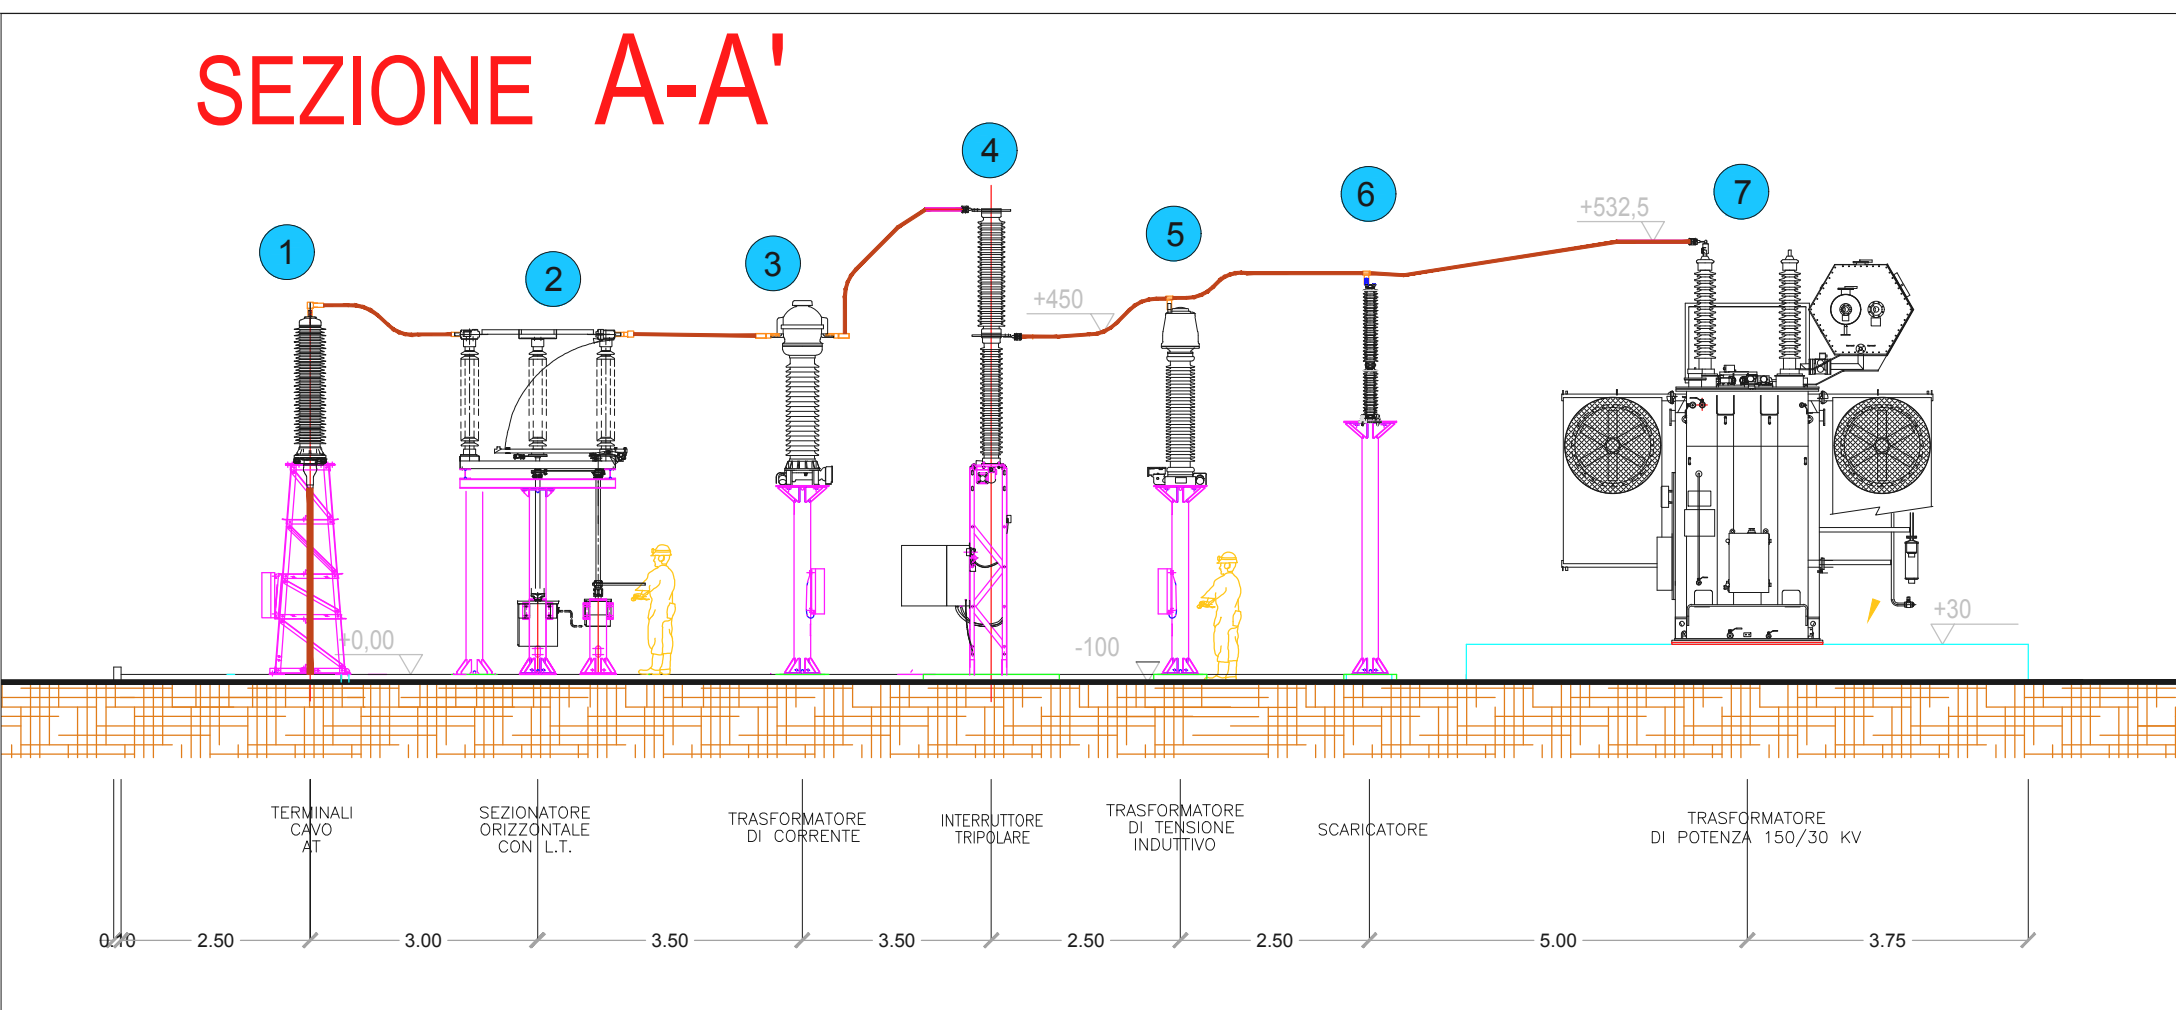 SEZIONE A-A'
4
7
6
+532,5
5
1
3
2
+450
+0,00
-100
+30
TERMINALI
CAVO
AT
SEZIONATORE
ORIZZONTALE
CON L.T.
TRASFORMATORE
DI CORRENTE
INTERRUTTORE
TRIPOLARE
TRASFORMATORE
DI TENSIONE
INDUTTIVO
SCARICATORE
TRASFORMATORE
DI POTENZA 150/30 KV
0.10 2.50 3.00 3.50 3.50 2.50 2.50 5.00 3.75